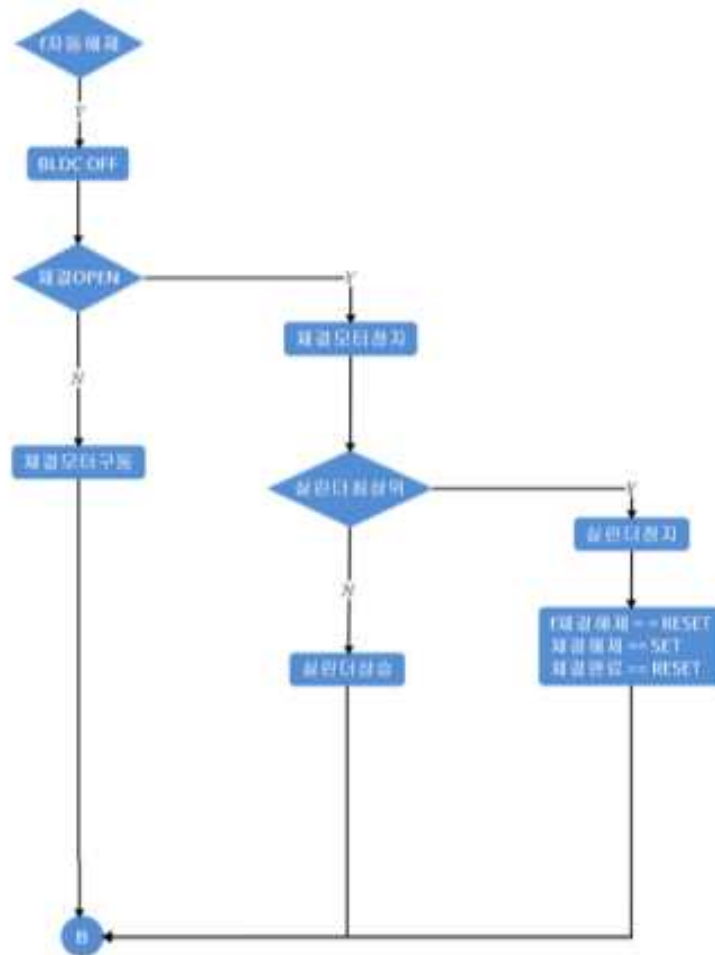 f자동해제
Y
BLDC OFF
체결OPEN
Y
체결모터정지
N
체결모터구동
실린더최상위
Y
실린더정지
N
f체결해제 == RESET
체결해제 == SET
체결완료 == RESET
실린더상승
B